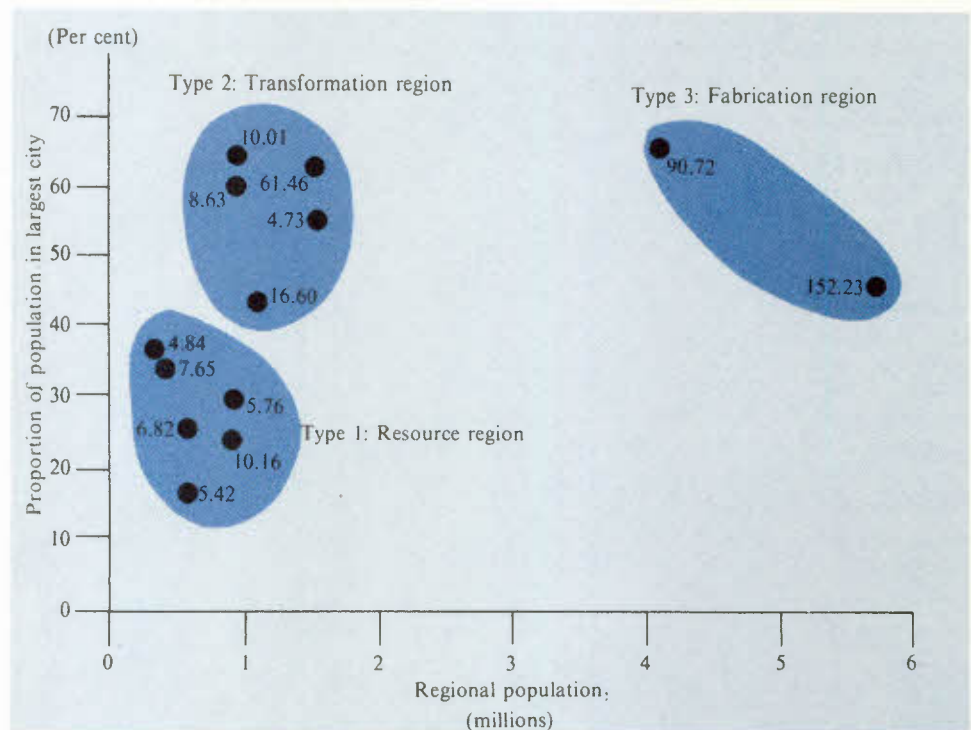 (Per cent)
Type 2: Transformation region
Type 3: Fabrication region
Proportion of population in largest city
70
60
50
40
30
20
10
0
10.01
8.63
61.46
4.73
16.60
90.72
152.23
4.84
7.65
5.76
6.82
10.16
5.42
Type 1: Resource region
0 1 2 3 4 5 6
Regional population.
(millions)